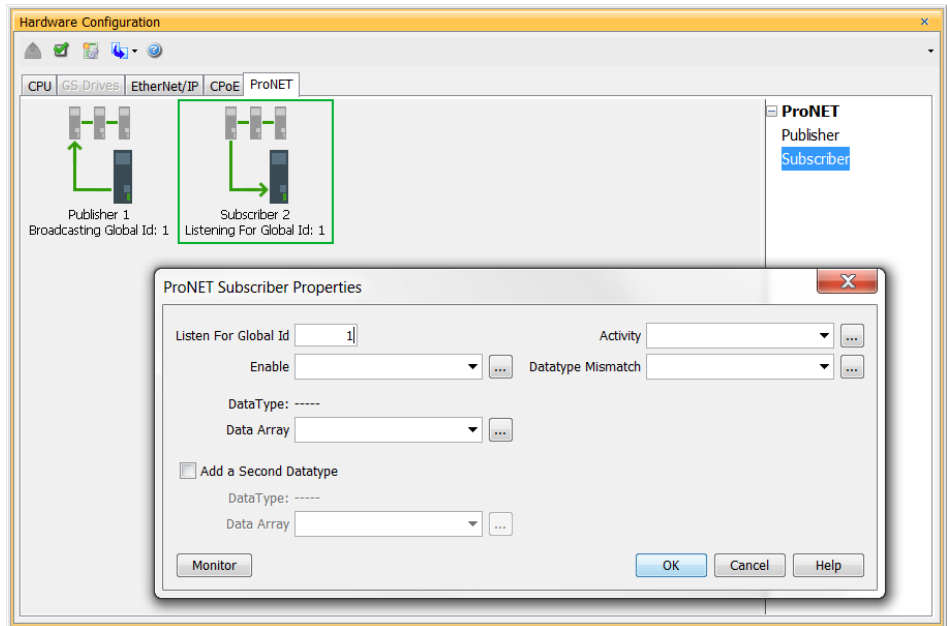 Hardware Configuration
CPU GS Drives EtherNet/IP CPoE ProNET
ProNET
Publisher
Subscriber
Publisher 1
Broadcasting Global Id: 1
Subscriber 2
Listening For Global Id: 1
ProNET Subscriber Properties
Listen For Global Id 1 Activity
Enable Datatype Mismatch
DataType: -----
Data Array
Add a Second Datatype
DataType: -----
Data Array
Monitor OK Cancel Help